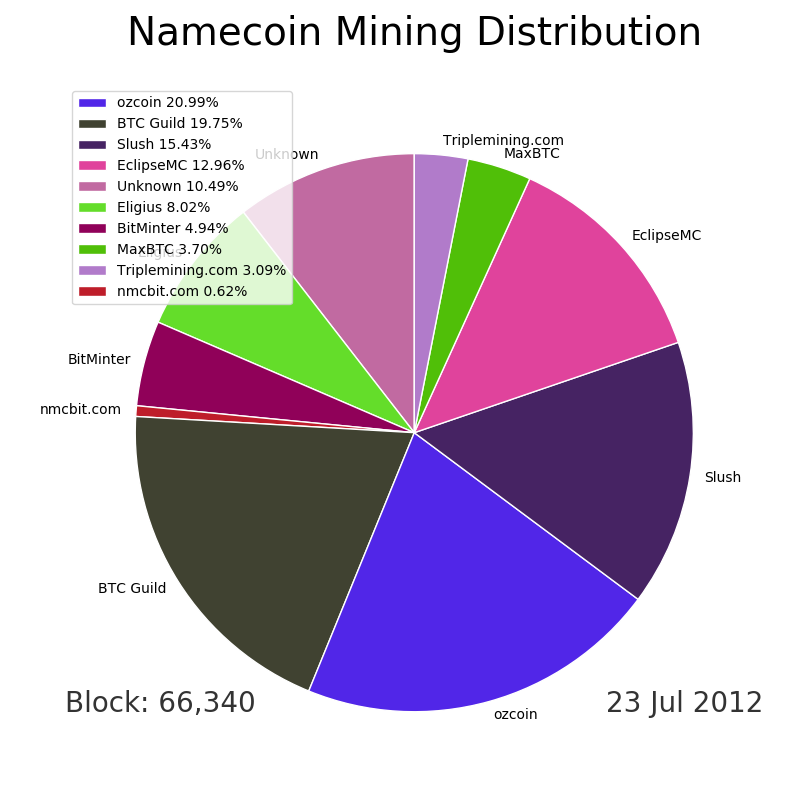 Namecoin Mining Distribution
ozcoin 20.99%
BTC Guild 19.75%
Slush 15.43%
EclipseMC 12.96%
Unknown 10.49%
Eligius 8.02%
BitMinter 4.94%
MaxBTC 3.70%
Triplemining.com 3.09%
nmcbit.com 0.62%
Triplemining.com
MaxBTC
Unknown
EclipseMC
Eligius
BitMinter
nmcbit.com
Slush
BTC Guild
ozcoin
Block: 66,340
23 Jul 2012